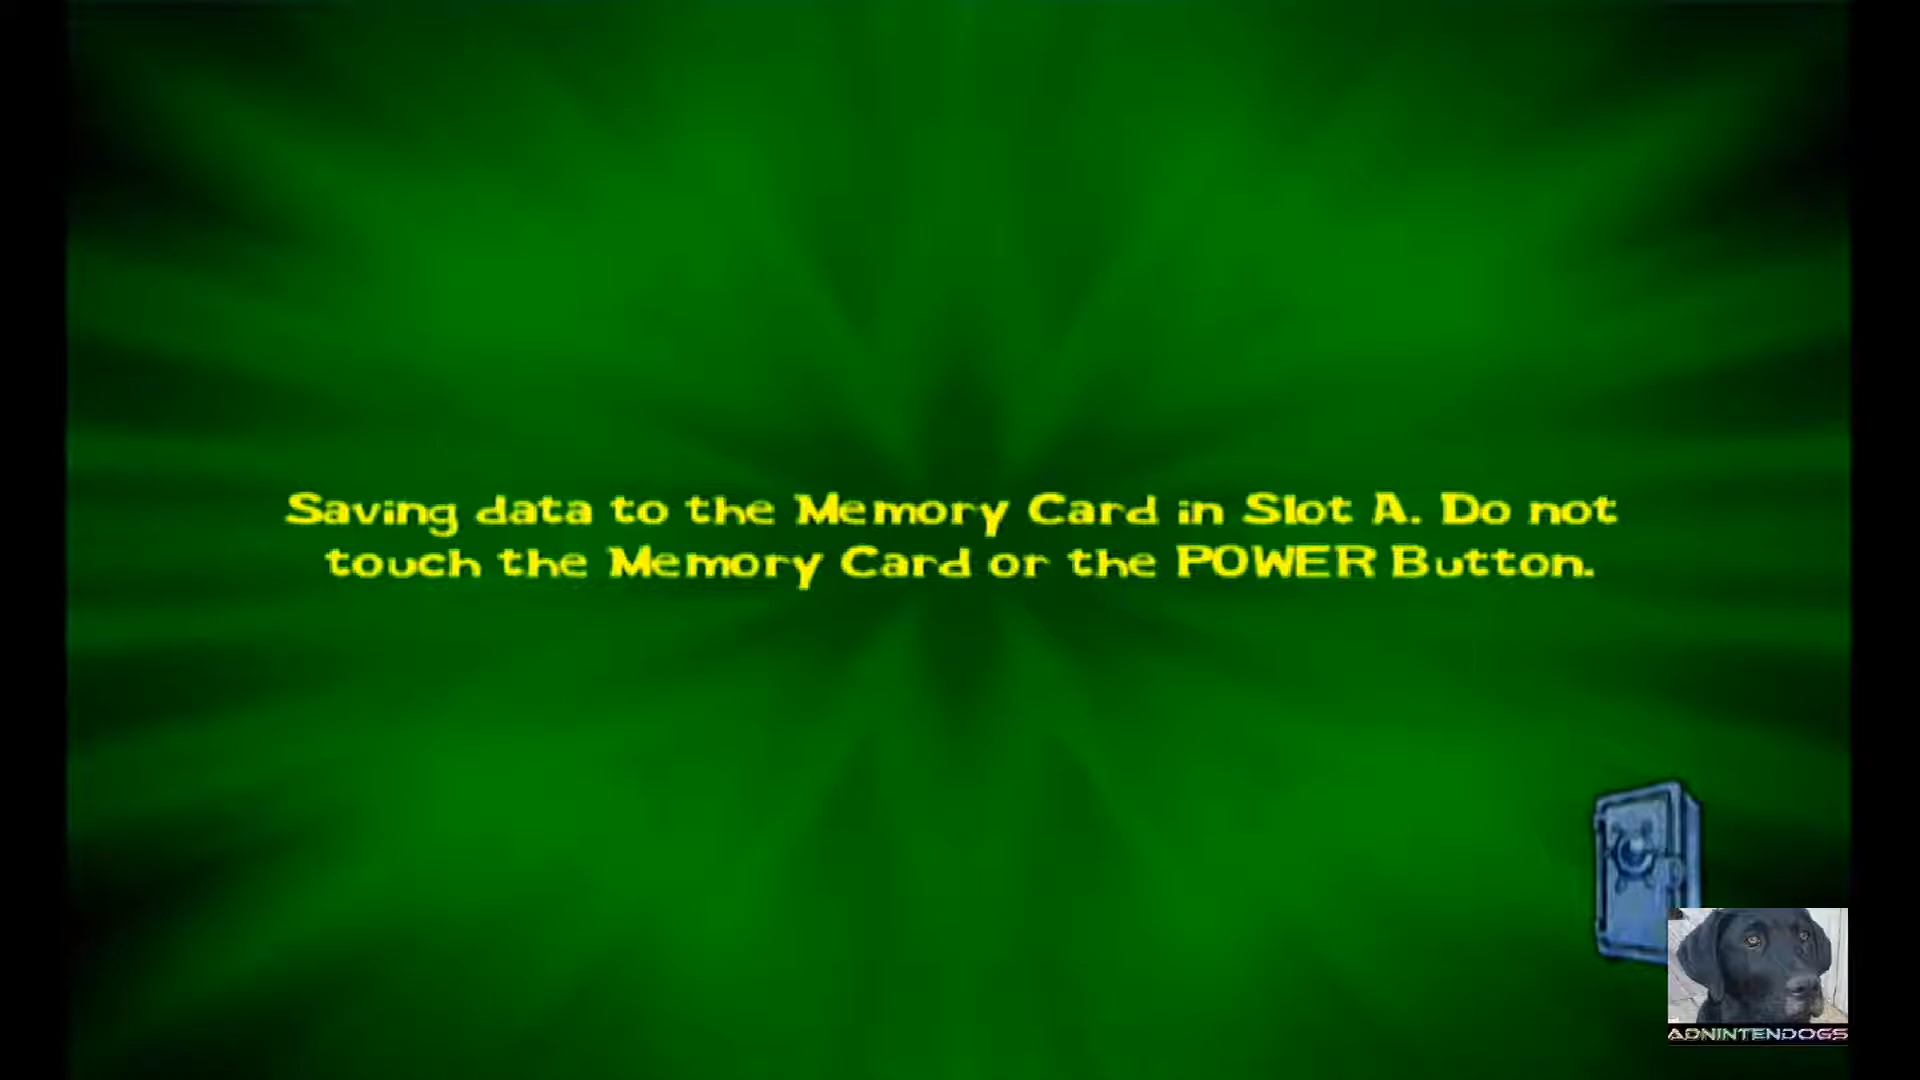 Saving data to the Memory Card in Slot A. Do not
touch the Memory Card or the POWER Button.
ADNINTENDOGS